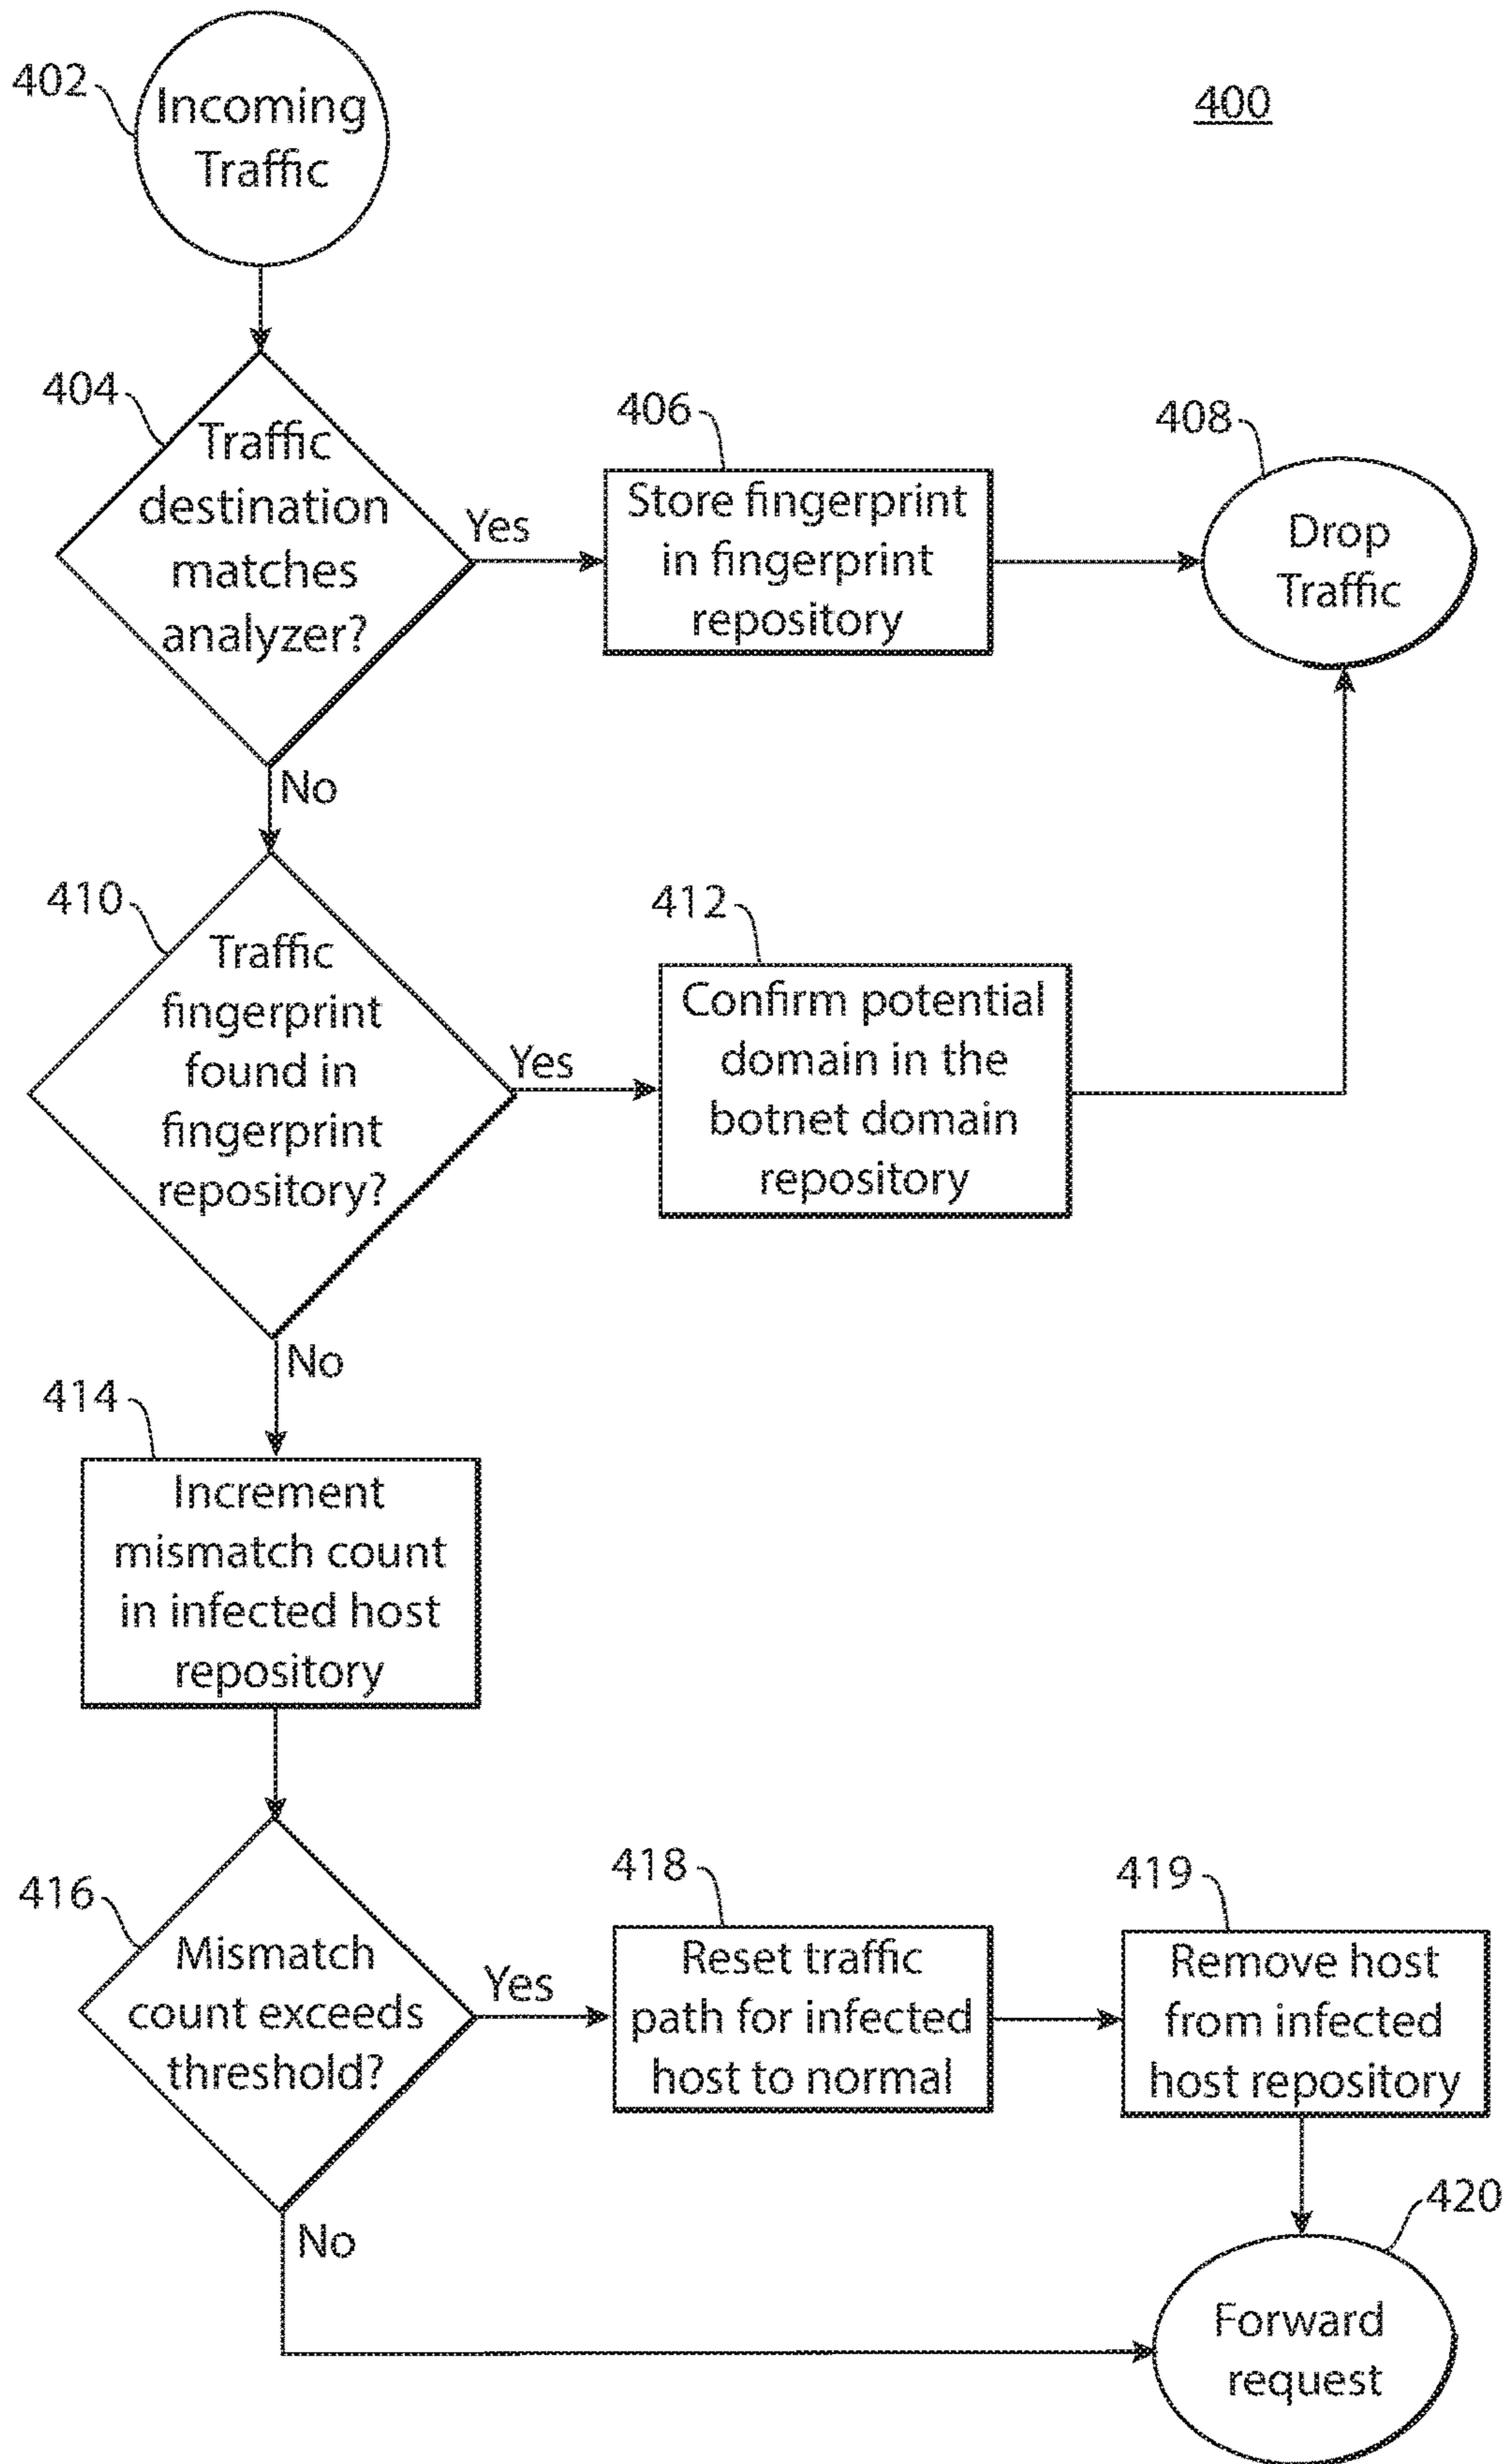 402
Incoming
Traffic
400
404
Traffic
destination
matches
analyzer?
Yes
406
Store fingerprint
in fingerprint
repository
408
Drop
Traffic
No
410
Traffic
fingerprint
found in
fingerprint
repository?
Yes
412
Confirm potential
domain in the
botnet domain
repository
No
414
Increment
mismatch count
in infected host
repository
416
Mismatch
count exceeds
threshold?
Yes
418
Reset traffic
path for infected
host to normal
419
Remove host
from infected
host repository
No
420
Forward
request